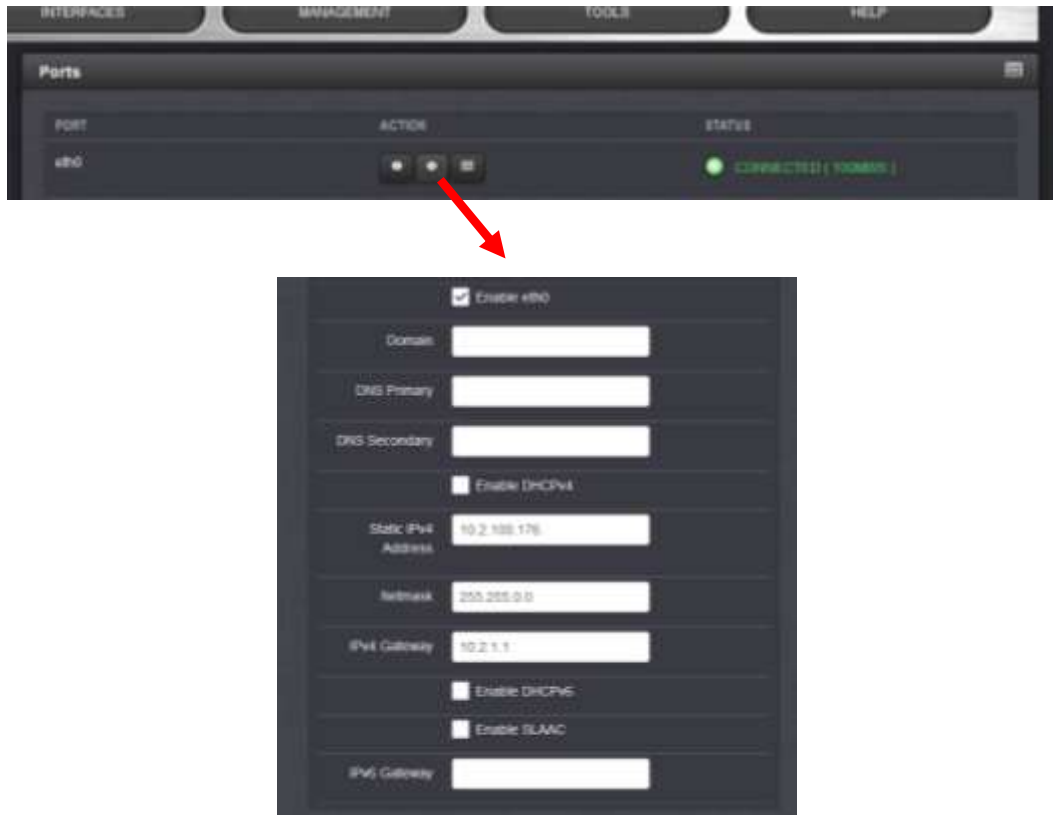 INTERFACES MANAGEMENT TOOLS HELP
Ports
PORT ACTION STATUS
eth0 CONNECTED ( 100MB/S )
Enable eth0
Domain
DNS Primary
DNS Secondary
Enable DHCPv4
Static IPv4 10.2.100.176
Address
Netmask 255.255.0.0
IPv4 Gateway 10.2.1.1
Enable DHCPv6
Enable SLAAC
IPv6 Gateway